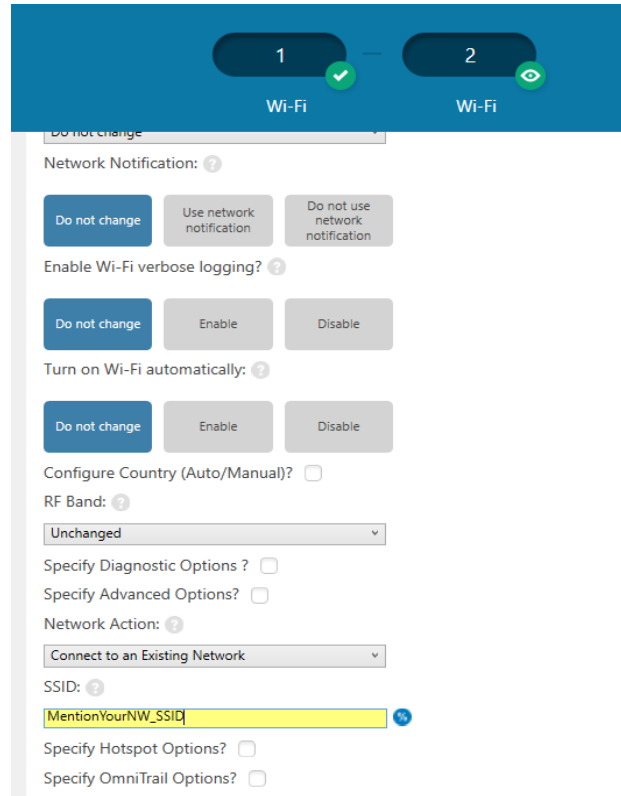 1
2
Wi-Fi
Wi-Fi
Do not change
Network Notification: ?
Do not change
Use network
notification
Do not use
network
notification
Enable Wi-Fi verbose logging? ?
Do not change
Enable
Disable
Turn on Wi-Fi automatically: ?
Do not change
Enable
Disable
Configure Country (Auto/Manual)?
RF Band: ?
Unchanged
Specify Diagnostic Options ?
Specify Advanced Options?
Network Action: ?
Connect to an Existing Network
SSID: ?
MentionYourNW_SSID
%
Specify Hotspot Options?
Specify OmniTrail Options?